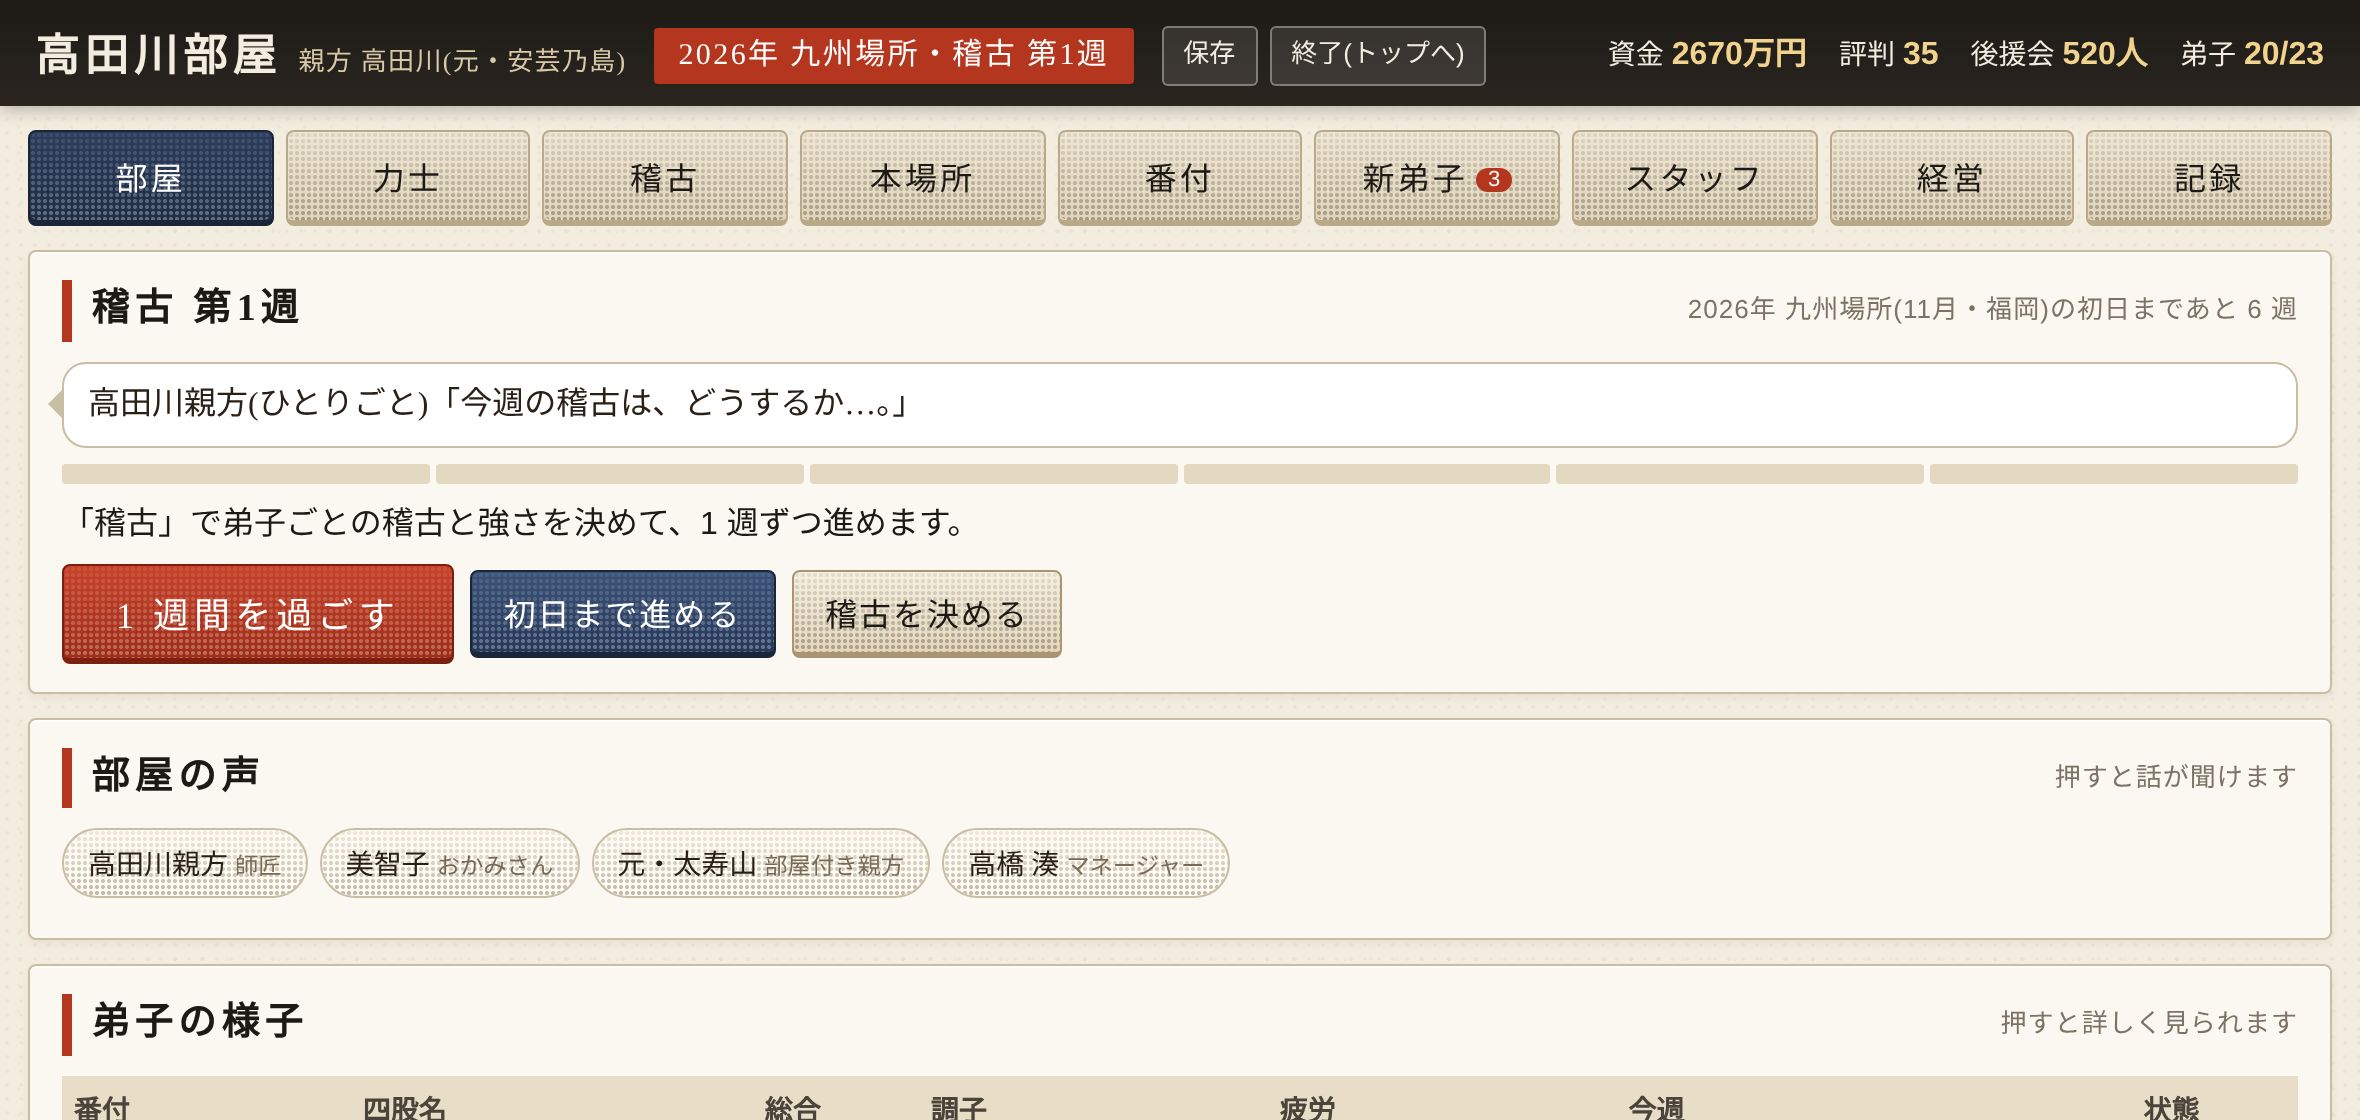 高田川部屋 親方 高田川(元・安芸乃島) 2026年 九州場所・稽古 第1週 保存 終了(トップへ) 資金 2670万円 評判 35 後援会 520人 弟子 20/23
部屋 力士 稽古 本場所 番付 新弟子 3 スタッフ 経営 記録
稽古 第1週 2026年 九州場所(11月・福岡)の初日まであと 6 週
高田川親方(ひとりごと)「今週の稽古は、どうするか…。」
「稽古」で弟子ごとの稽古と強さを決めて、1 週ずつ進めます。
1 週間を過ごす 初日まで進める 稽古を決める
部屋の声 押すと話が聞けます
高田川親方 師匠 美智子 おかみさん 元・太寿山 部屋付き親方 高橋 湊 マネージャー
弟子の様子 押すと詳しく見られます
番付 四股名 総合 調子 疲労 今週 状態